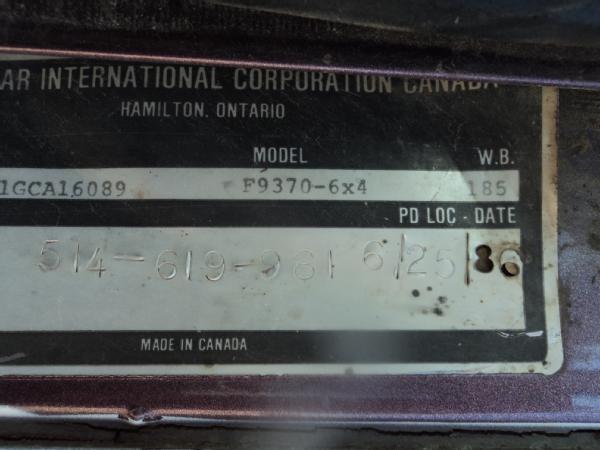 AR INTERNATIONAL CORPORATION CANADA
HAMILTON, ONTARIO
MODEL W.B.
1GCA16089 F9370-6x4 185
PD LOC - DATE
514-619-981 6/25/86
MADE IN CANADA